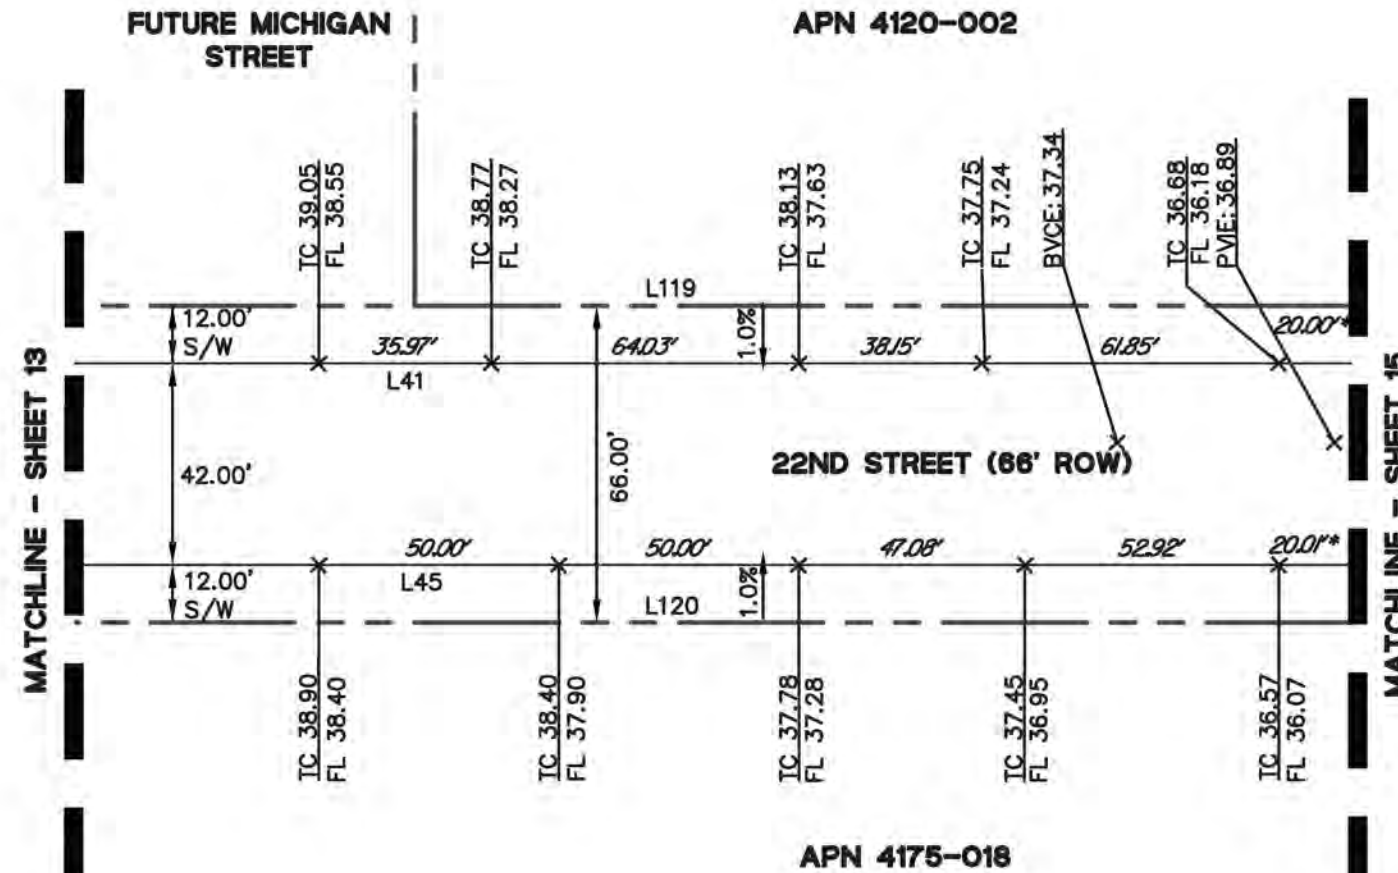 FUTURE MICHIGAN
STREET
APN 4120-002
TC 39.05
FL 38.55
TC 38.77
FL 38.27
TC 38.13
FL 37.63
TC 37.75
FL 37.24
BVCE: 37.34
TC 36.68
FL 36.18
PVIE: 36.89
L119
12.00'
S/W
35.97'
64.03'
1.0%
38.15'
61.85'
20.00'*
L41
MATCHLINE - SHEET 13
42.00'
66.00'
22ND STREET (66' ROW)
MATCHLINE - SHEET 15
50.00'
50.00'
47.08'
52.92'
20.01'*
12.00'
S/W
L45
L120
1.0%
TC 38.90
FL 38.40
TC 38.40
FL 37.90
TC 37.78
FL 37.28
TC 37.45
FL 36.95
TC 36.57
FL 36.07
APN 4175-018